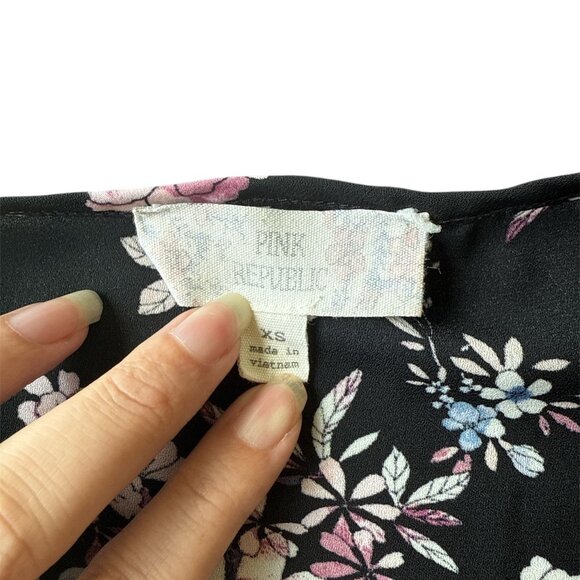 PINK
REPUBLIC
XS
made in
vietnam